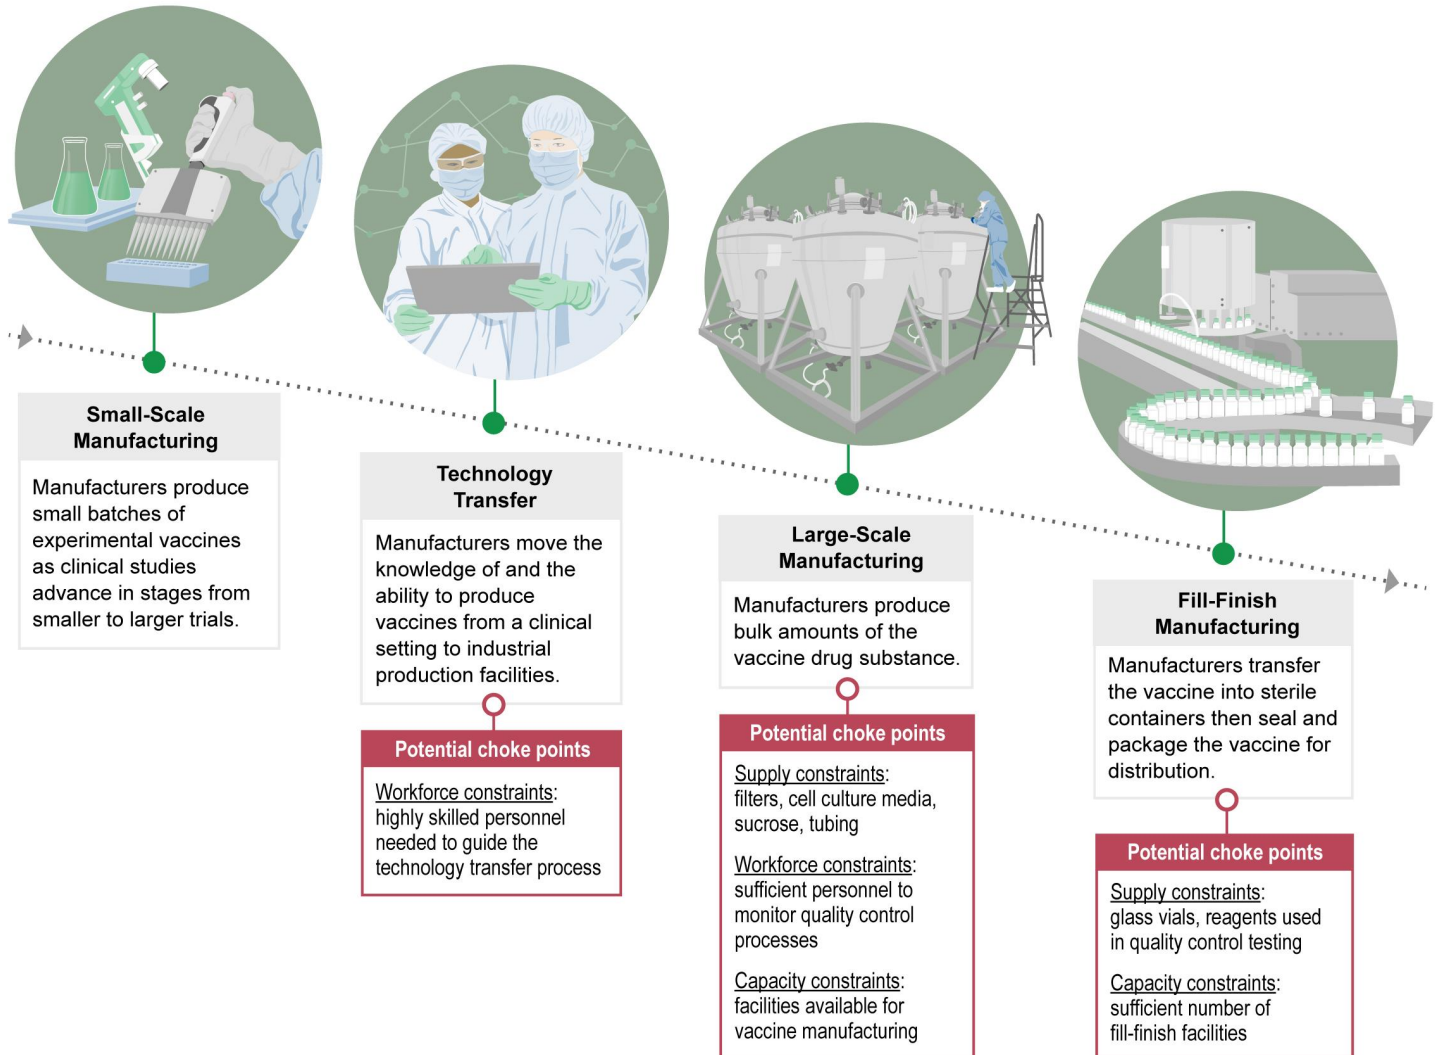 Small-Scale
Manufacturing
Manufacturers produce
small batches of
experimental vaccines
as clinical studies
advance in stages from
smaller to larger trials.
Technology
Transfer
Manufacturers move the
knowledge of and the
ability to produce
vaccines from a clinical
setting to industrial
production facilities.
Potential choke points
Workforce constraints:
highly skilled personnel
needed to guide the
technology transfer process
Large-Scale
Manufacturing
Manufacturers produce
bulk amounts of the
vaccine drug substance.
Potential choke points
Supply constraints:
filters, cell culture media,
sucrose, tubing
Workforce constraints:
sufficient personnel to
monitor quality control
processes
Capacity constraints:
facilities available for
vaccine manufacturing
Fill-Finish
Manufacturing
Manufacturers transfer
the vaccine into sterile
containers then seal and
package the vaccine for
distribution.
Potential choke points
Supply constraints:
glass vials, reagents used
in quality control testing
Capacity constraints:
sufficient number of
fill-finish facilities